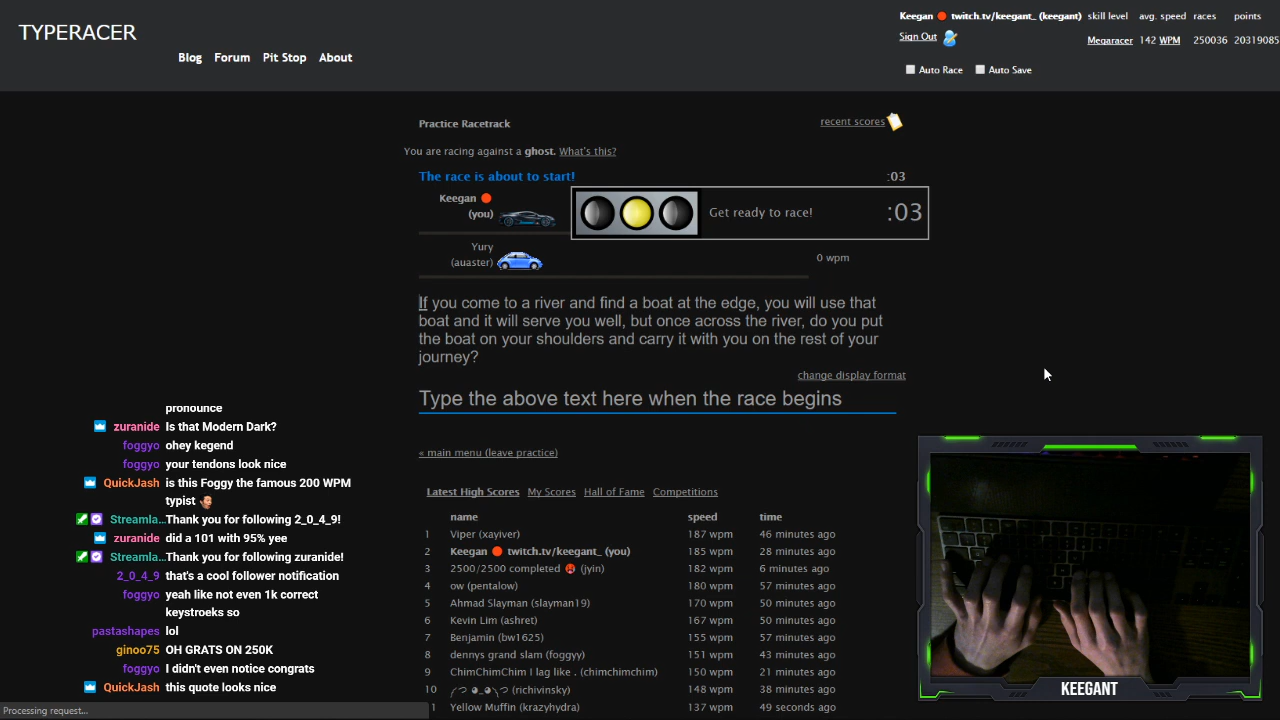 TYPERACER
Blog Forum Pit Stop About
Keegan twitch.tv/keegant_ (keegant) skill level avg. speed races points
Sign Out
Megaracer 142 WPM 250036 20319085
Auto Race Auto Save
Practice Racetrack
recent scores
You are racing against a ghost. What's this?
The race is about to start! :03
Keegan
(you)
Get ready to race! :03
Yury
(auaster)
0 wpm
If you come to a river and find a boat at the edge, you will use that
boat and it will serve you well, but once across the river, do you put
the boat on your shoulders and carry it with you on the rest of your
journey?
change display format
Type the above text here when the race begins
« main menu (leave practice)
Latest High Scores My Scores Hall of Fame Competitions
name speed time
1 Viper (xayiver) 187 wpm 46 minutes ago
2 Keegan twitch.tv/keegant_ (you) 185 wpm 28 minutes ago
3 2500/2500 completed (jyin) 182 wpm 6 minutes ago
4 ow (pentalow) 180 wpm 57 minutes ago
5 Ahmad Slayman (slayman19) 170 wpm 50 minutes ago
6 Kevin Lim (ashret) 167 wpm 50 minutes ago
7 Benjamin (bw1625) 155 wpm 57 minutes ago
8 dennys grand slam (foggyy) 151 wpm 43 minutes ago
9 ChimChimChim I lag like . (chimchimchim) 150 wpm 21 minutes ago
10 (richivinsky) 148 wpm 38 minutes ago
1 Yellow Muffin (krazyhydra) 137 wpm 49 seconds ago
pronounce
zuranide Is that Modern Dark?
foggyo ohey kegend
foggyo your tendons look nice
QuickJash is this Foggy the famous 200 WPM
typist
Streamla... Thank you for following 2_0_4_9!
zuranide did a 101 with 95% yee
Streamla... Thank you for following zuranide!
2_0_4_9 that's a cool follower notification
foggyo yeah like not even 1k correct
keystroeks so
pastashapes lol
ginoo75 OH GRATS ON 250K
foggyo I didn't even notice congrats
QuickJash this quote looks nice
Processing request...
KEEGANT